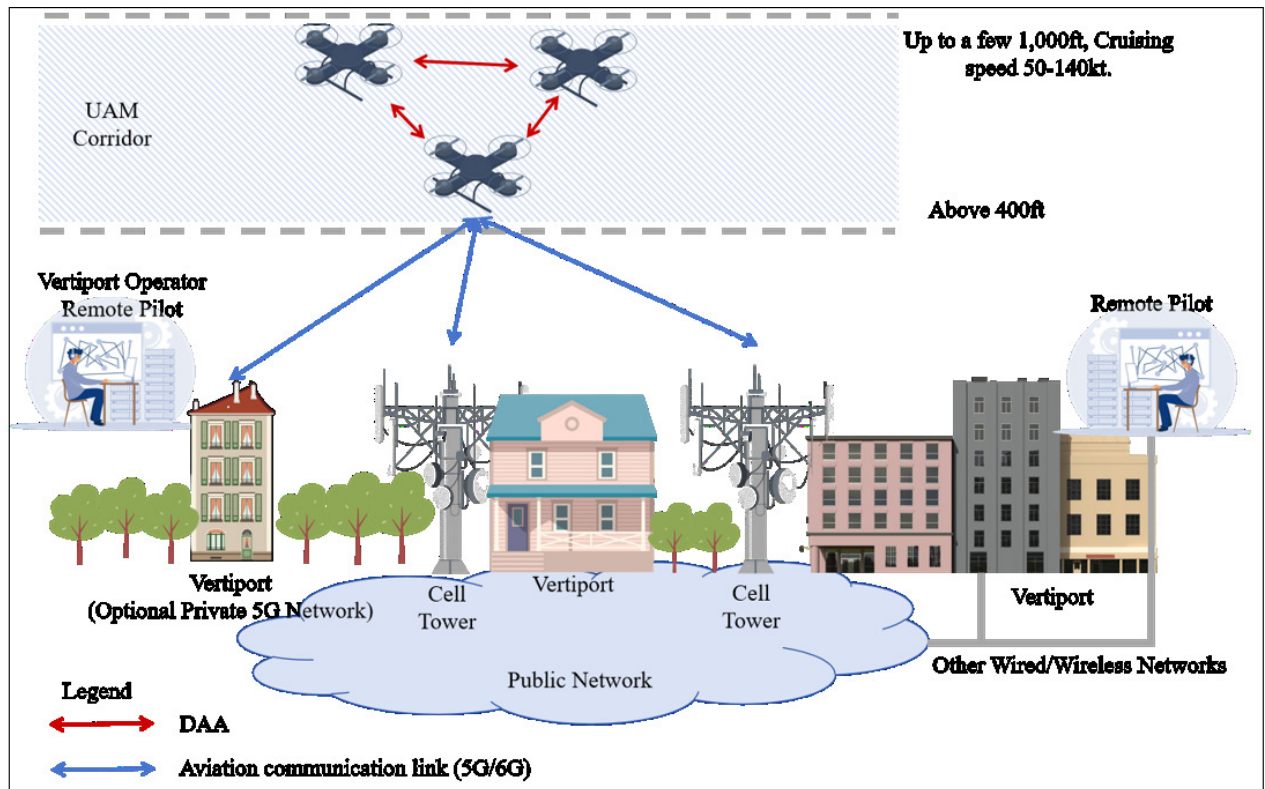 Up to a few 1,000ft, Cruising
speed 50-140kt.
UAM
Corridor
Above 400ft
Vertiport Operator
Remote Pilot
Remote Pilot
Vertiport
(Optional Private 5G Network)
Cell
Tower
Vertiport
Cell
Tower
Vertiport
Other Wired/Wireless Networks
Public Network
Legend
DAA
Aviation communication link (5G/6G)